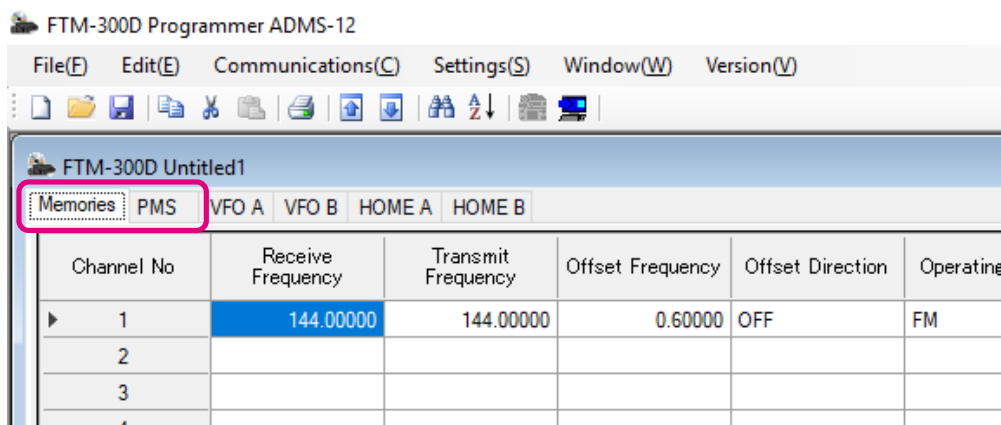 FTM-300D Programmer ADMS-12
File(F) Edit(E) Communications(C) Settings(S) Window(W) Version(V)
FTM-300D Untitled1
Memories PMS VFO A VFO B HOME A HOME B
Channel No Receive Frequency Transmit Frequency Offset Frequency Offset Direction Operating
1 144.00000 144.00000 0.60000 OFF FM
2
3